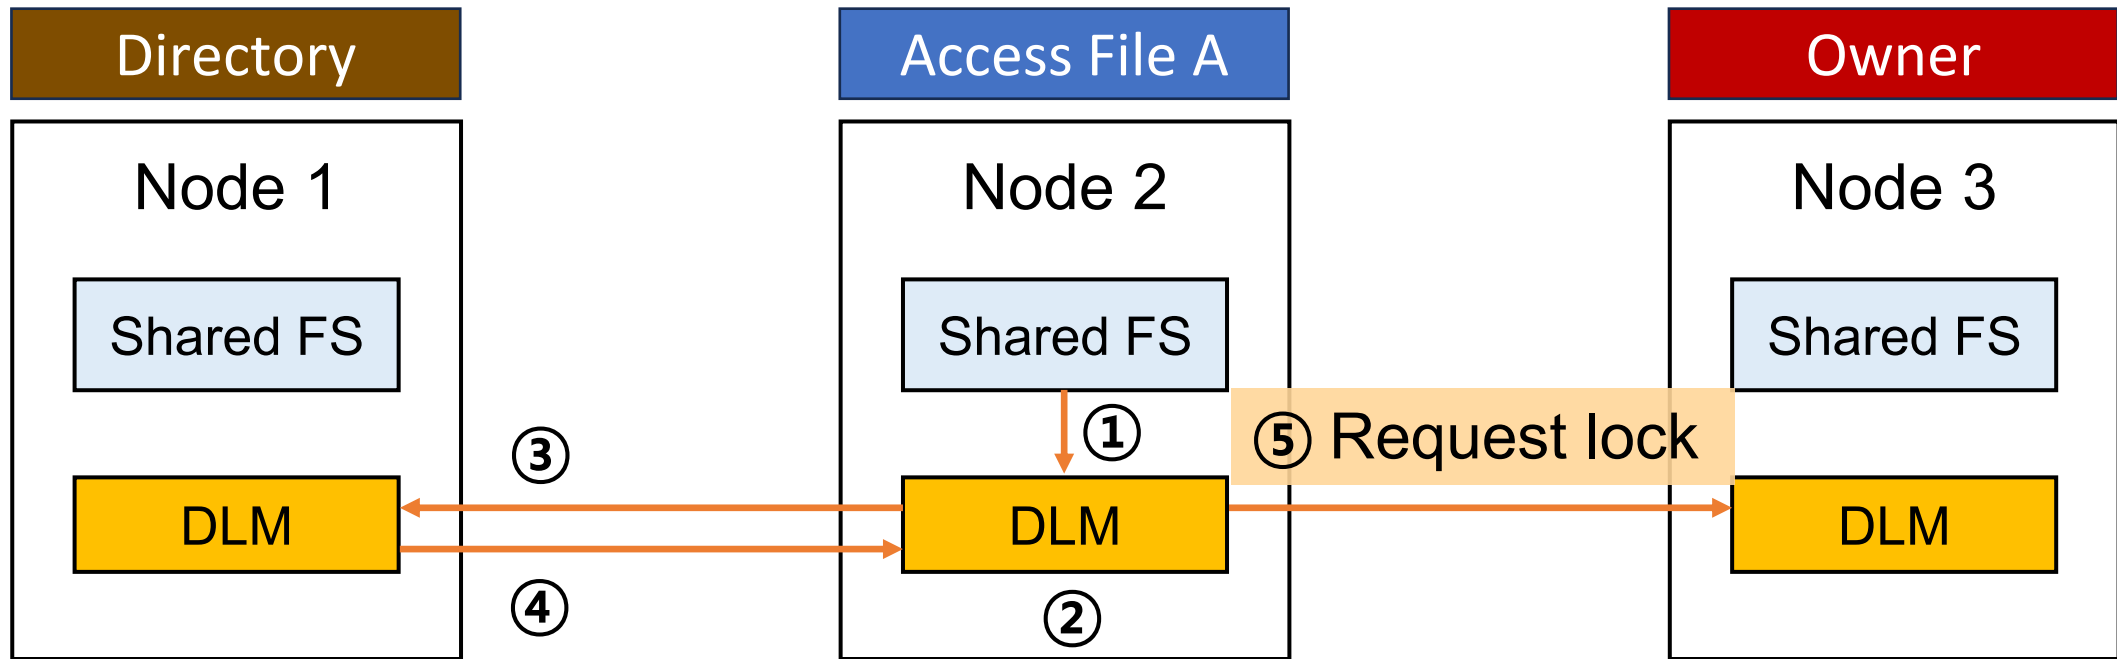 Directory
Access File A
Owner
Node 1
Node 2
Node 3
Shared FS
Shared FS
Shared FS
①
③
⑤ Request lock
DLM
DLM
DLM
④
②